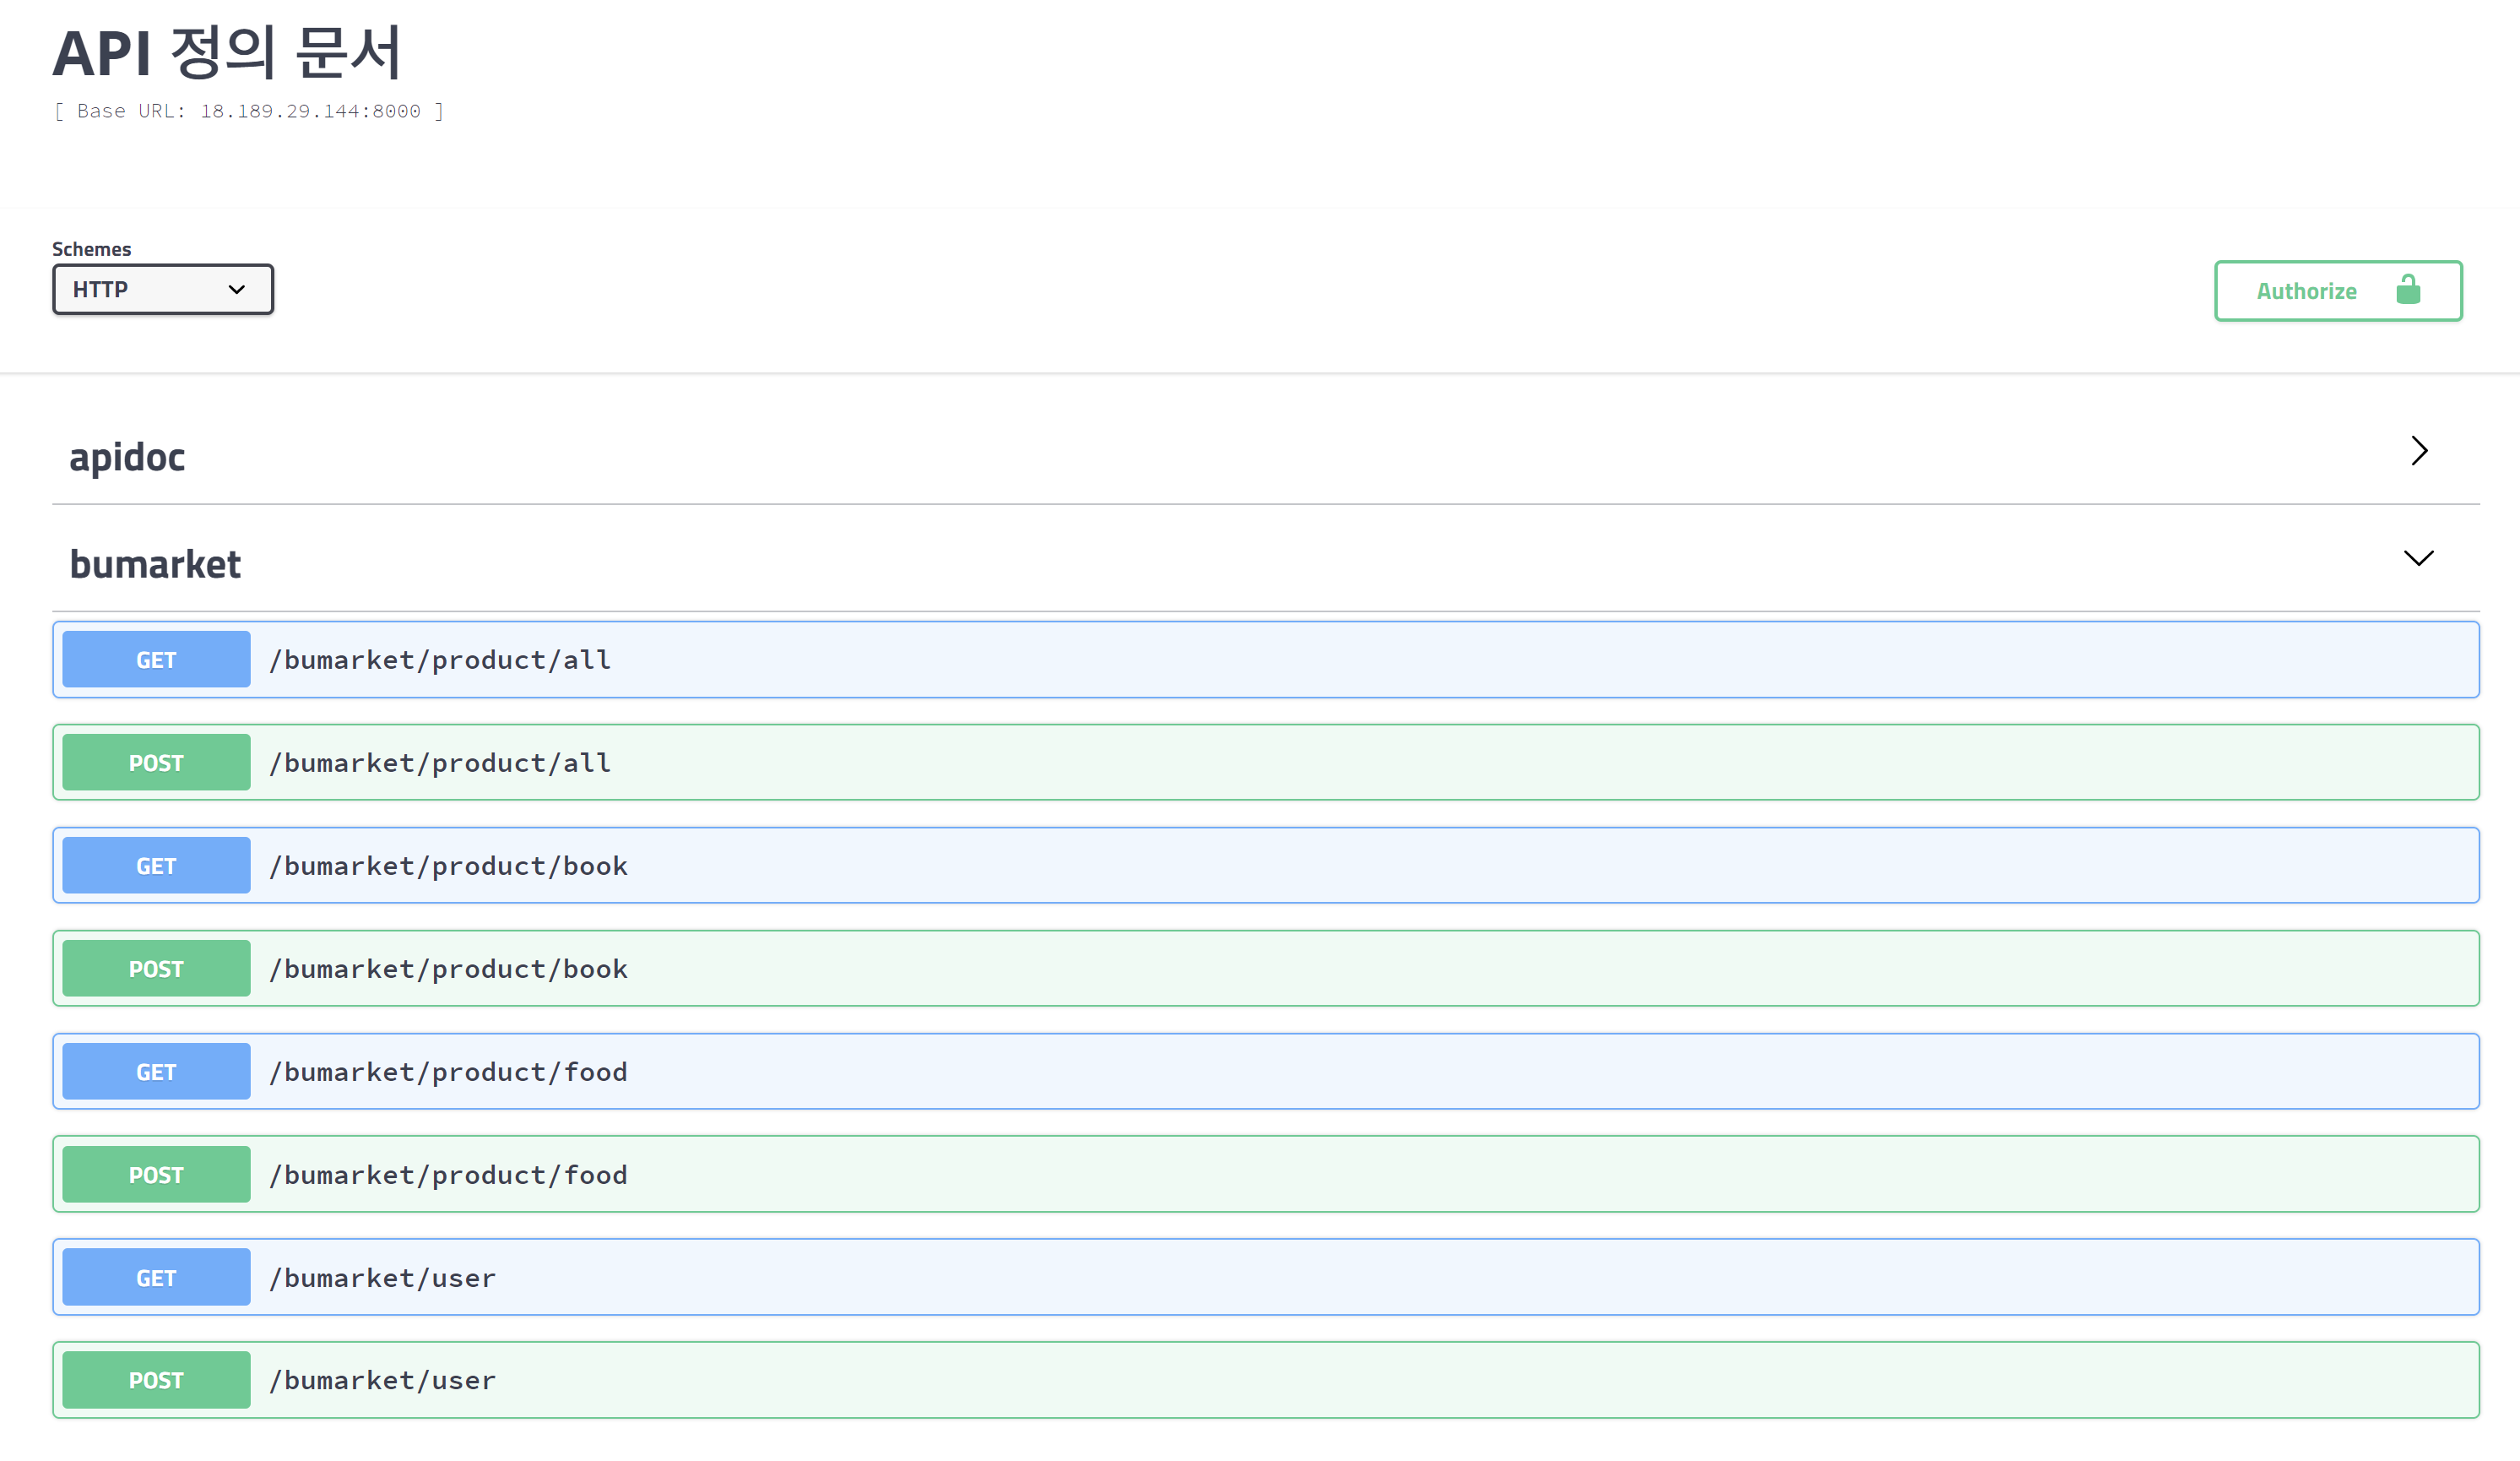 API 정의 문서
[ Base URL: 18.189.29.144:8000 ]
Schemes
HTTP
Authorize
apidoc
bumarket
GET /bumarket/product/all
POST /bumarket/product/all
GET /bumarket/product/book
POST /bumarket/product/book
GET /bumarket/product/food
POST /bumarket/product/food
GET /bumarket/user
POST /bumarket/user